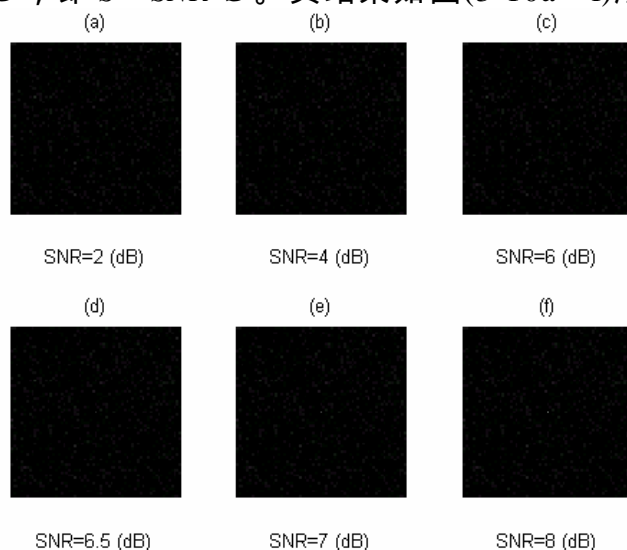 (a) (b) (c)
SNR=2 (dB) SNR=4 (dB) SNR=6 (dB)
(d) (e) (f)
SNR=6.5 (dB) SNR=7 (dB) SNR=8 (dB)